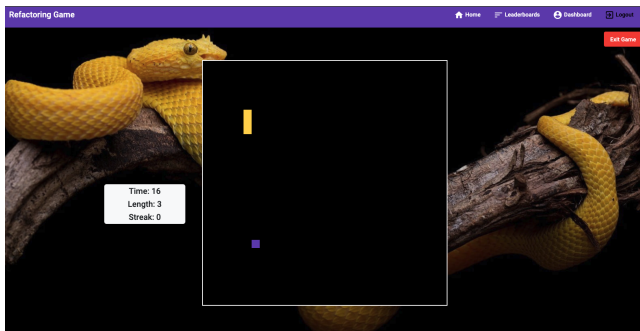 Refactoring Game
Home
Leaderboards
Dashboard
Logout
Exit Game
Time: 16
Length: 3
Streak: 0